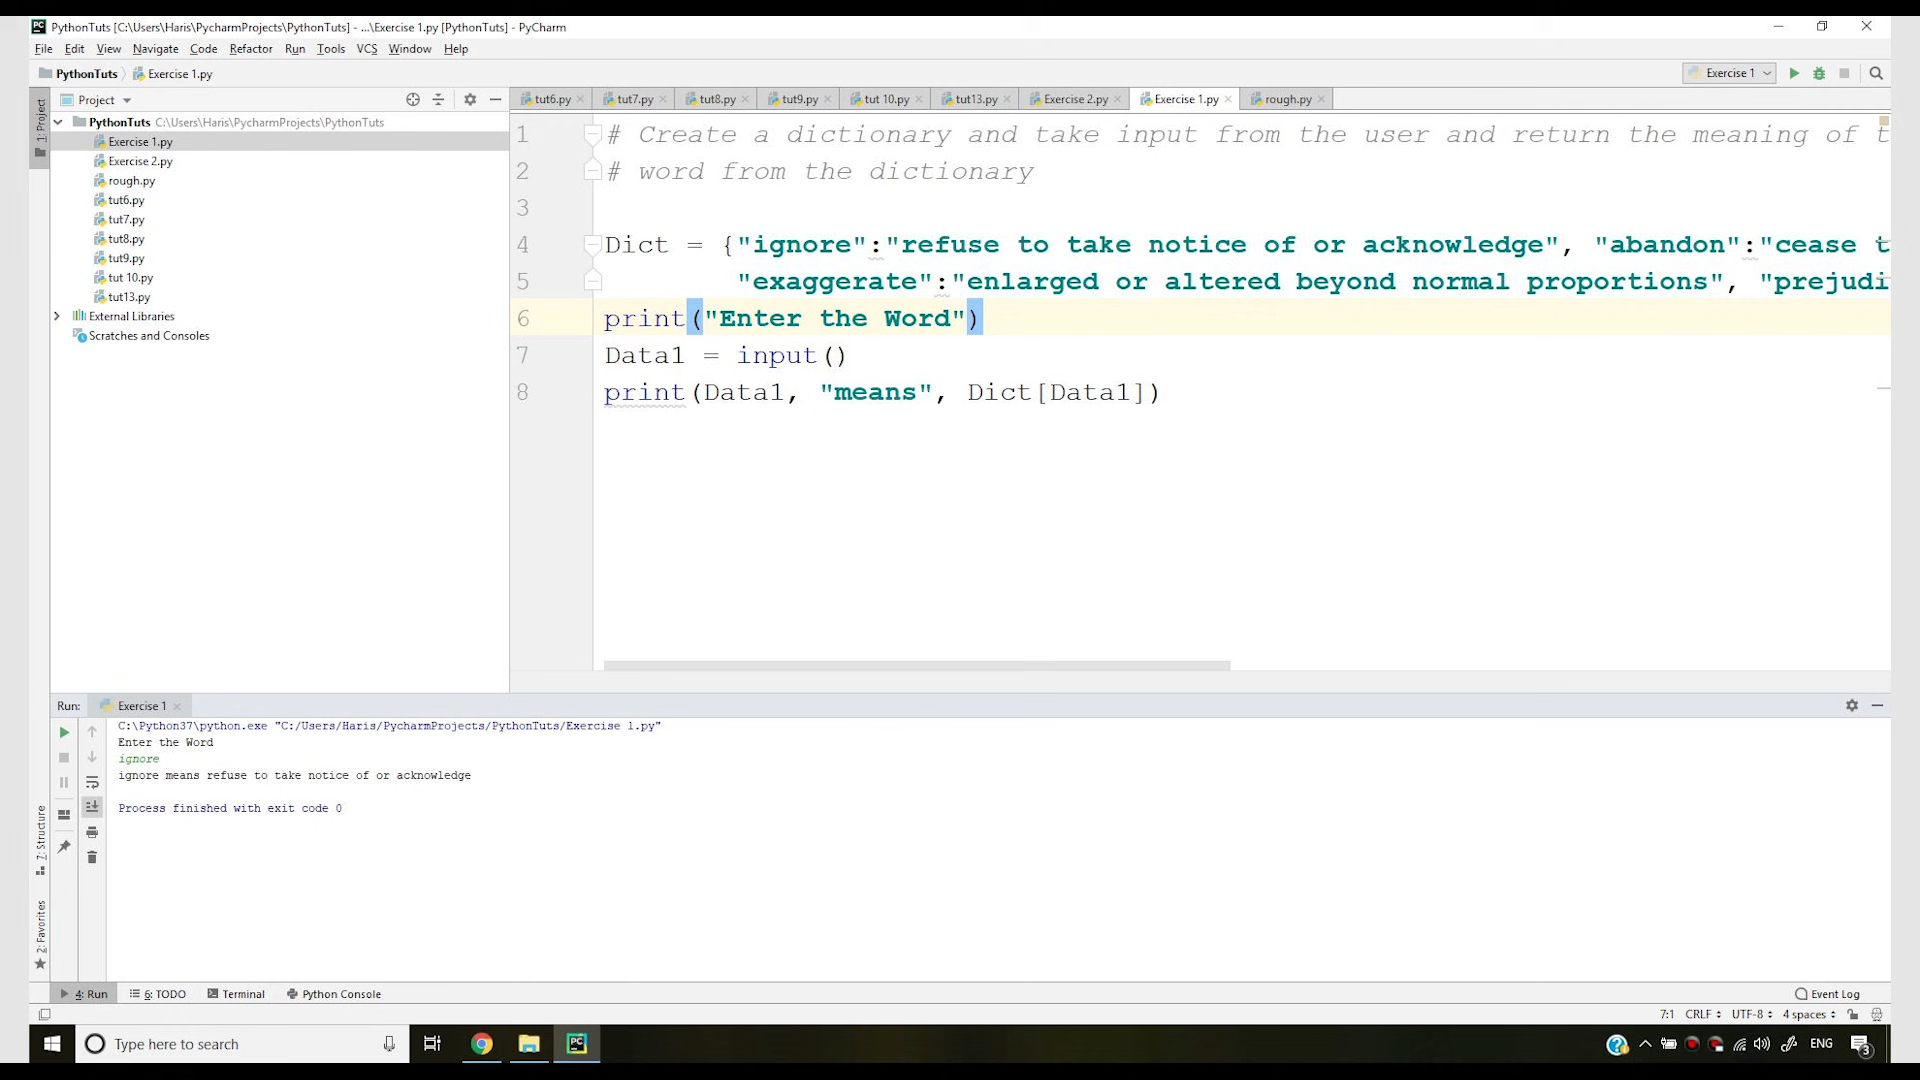 PythonTuts [C:\Users\Haris\PycharmProjects\PythonTuts] - ...\Exercise 1.py [PythonTuts] - PyCharm
File Edit View Navigate Code Refactor Run Tools VCS Window Help
PythonTuts Exercise 1.py
Exercise 1
Project
tut6.py tut7.py tut8.py tut9.py tut 10.py tut13.py Exercise 2.py Exercise 1.py rough.py
1: Project
PythonTuts C:\Users\Haris\PycharmProjects\PythonTuts
Exercise 1.py
Exercise 2.py
rough.py
tut6.py
tut7.py
tut8.py
tut9.py
tut 10.py
tut13.py
External Libraries
Scratches and Consoles
1 # Create a dictionary and take input from the user and return the meaning of t
2 # word from the dictionary
3
4 Dict = {"ignore":"refuse to take notice of or acknowledge", "abandon":"cease t
5 "exaggerate":"enlarged or altered beyond normal proportions", "prejudi
6 print("Enter the Word")
7 Data1 = input()
8 print(Data1, "means", Dict[Data1])
Run: Exercise 1
C:\Python37\python.exe "C:/Users/Haris/PycharmProjects/PythonTuts/Exercise 1.py"
Enter the Word
ignore
ignore means refuse to take notice of or acknowledge
Process finished with exit code 0
7: Structure
2: Favorites
4: Run 6: TODO Terminal Python Console Event Log
7:1 CRLF UTF-8 4 spaces
Type here to search
PC
ENG
3